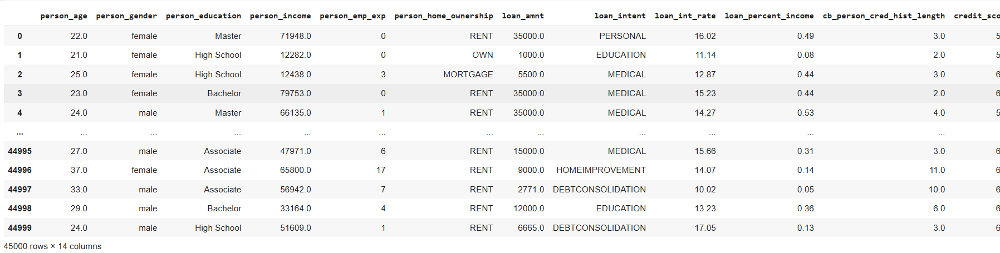 person_age person_gender person_education person_income person_emp_exp person_home_ownership loan_amnt loan_intent loan_int_rate loan_percent_income cb_person_cred_hist_length credit_sco
0 22.0 female Master 71948.0 0 RENT 35000.0 PERSONAL 16.02 0.49 3.0 5
1 21.0 female High School 12282.0 0 OWN 1000.0 EDUCATION 11.14 0.08 2.0 5
2 25.0 female High School 12438.0 3 MORTGAGE 5500.0 MEDICAL 12.87 0.44 3.0 6
3 23.0 female Bachelor 79753.0 0 RENT 35000.0 MEDICAL 15.23 0.44 2.0 6
4 24.0 male Master 66135.0 1 RENT 35000.0 MEDICAL 14.27 0.53 4.0 5
... ... ... ... ... ... ... ... ... ... ... ...
44995 27.0 male Associate 47971.0 6 RENT 15000.0 MEDICAL 15.66 0.31 3.0 6
44996 37.0 female Associate 65800.0 17 RENT 9000.0 HOMEIMPROVEMENT 14.07 0.14 11.0 6
44997 33.0 male Associate 56942.0 7 RENT 2771.0 DEBTCONSOLIDATION 10.02 0.05 10.0 6
44998 29.0 male Bachelor 33164.0 4 RENT 12000.0 EDUCATION 13.23 0.36 6.0 6
44999 24.0 male High School 51609.0 1 RENT 6665.0 DEBTCONSOLIDATION 17.05 0.13 3.0 6
45000 rows × 14 columns